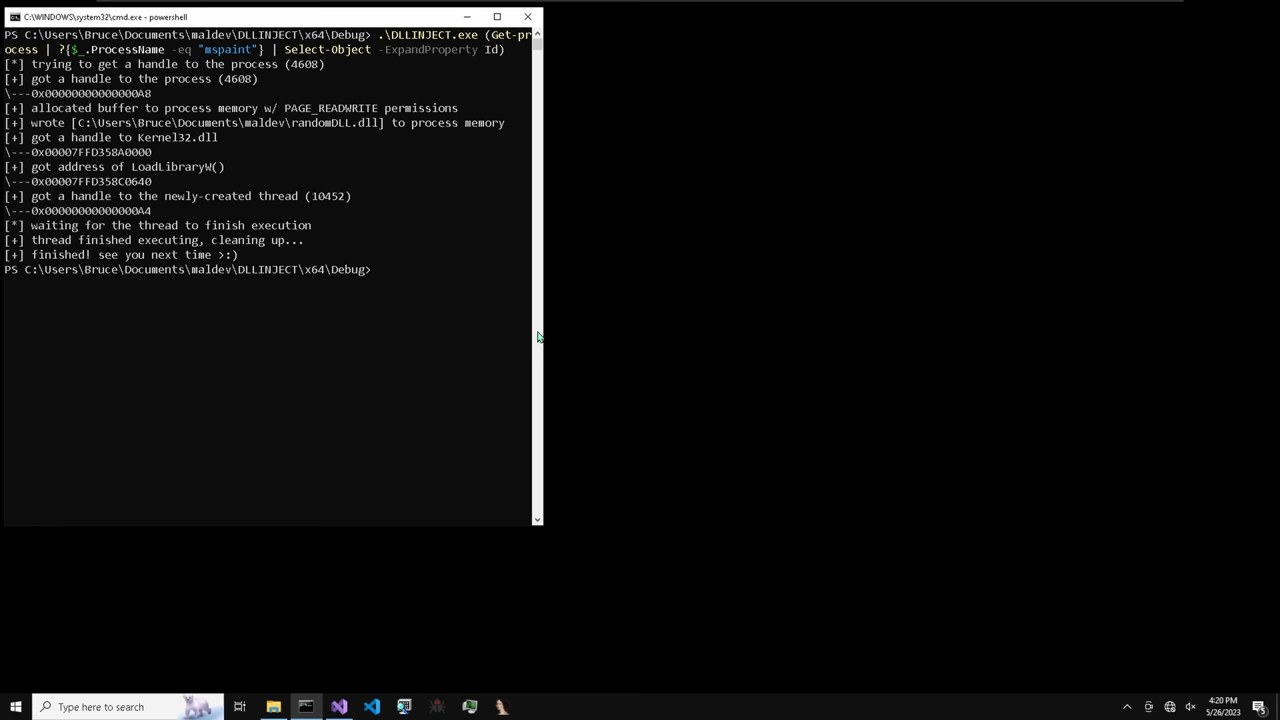 C:\WINDOWS\system32\cmd.exe - powershell
PS C:\Users\Bruce\Documents\maldev\DLLINJECT\x64\Debug> .\DLLINJECT.exe (Get-pr
ocess | ?{$_.ProcessName -eq "mspaint"} | Select-Object -ExpandProperty Id)
[*] trying to get a handle to the process (4608)
[+] got a handle to the process (4608)
\---0x00000000000000A8
[+] allocated buffer to process memory w/ PAGE_READWRITE permissions
[+] wrote [C:\Users\Bruce\Documents\maldev\randomDLL.dll] to process memory
[+] got a handle to Kernel32.dll
\---0x00007FFD358A0000
[+] got address of LoadLibraryW()
\---0x00007FFD358C0640
[+] got a handle to the newly-created thread (10452)
\---0x00000000000000A4
[*] waiting for the thread to finish execution
[+] thread finished executing, cleaning up...
[+] finished! see you next time >:)
PS C:\Users\Bruce\Documents\maldev\DLLINJECT\x64\Debug>
Type here to search
4:20 PM
5/26/2023